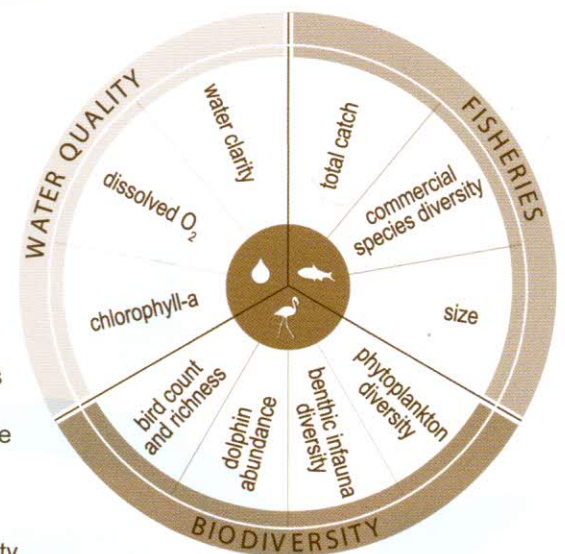 WATER QUALITY
water clarity
dissolved O₂
chlorophyll-a
FISHERIES
total catch
commercial
species diversity
size
BIODIVERSITY
bird count
and richness
dolphin
abundance
benthic infauna
diversity
phytoplankton
diversity